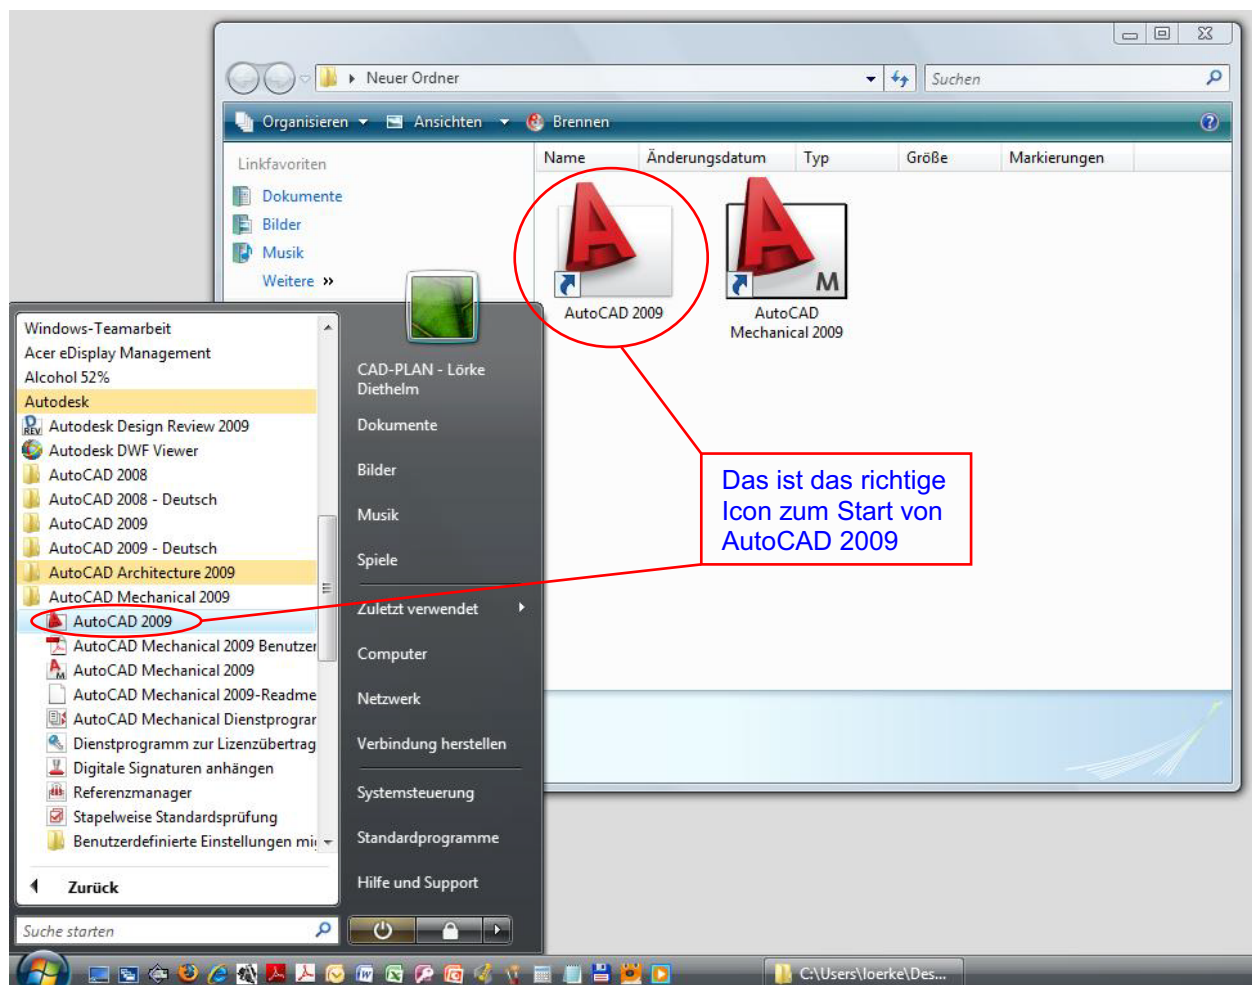 Neuer Ordner
Suchen
Organisieren
Ansichten
Brennen
Linkfavoriten
Dokumente
Bilder
Musik
Weitere »
Name Änderungsdatum Typ Größe Markierungen
AutoCAD 2009
M
AutoCAD
Mechanical 2009
Das ist das richtige
Icon zum Start von
AutoCAD 2009
Windows-Teamarbeit
Acer eDisplay Management
Alcohol 52%
Autodesk
Autodesk Design Review 2009
Autodesk DWF Viewer
AutoCAD 2008
AutoCAD 2008 - Deutsch
AutoCAD 2009
AutoCAD 2009 - Deutsch
AutoCAD Architecture 2009
AutoCAD Mechanical 2009
AutoCAD 2009
AutoCAD Mechanical 2009 Benutzer
AutoCAD Mechanical 2009
AutoCAD Mechanical 2009-Readme
AutoCAD Mechanical Dienstprogram
Dienstprogramm zur Lizenzübertrag
Digitale Signaturen anhängen
Referenzmanager
Stapelweise Standardsprüfung
Benutzerdefinierte Einstellungen mig
Zurück
Suche starten
CAD-PLAN - Lörke
Diethelm
Dokumente
Bilder
Musik
Spiele
Zuletzt verwendet
Computer
Netzwerk
Verbindung herstellen
Systemsteuerung
Standardprogramme
Hilfe und Support
C:\Users\loerke\Des...